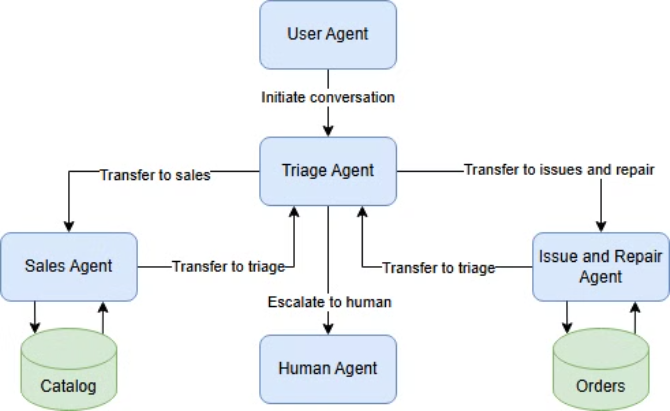 User Agent
Initiate conversation
Triage Agent
Transfer to sales
Transfer to issues and repair
Sales Agent
Transfer to triage
Transfer to triage
Issue and Repair
Agent
Escalate to human
Human Agent
Catalog
Orders